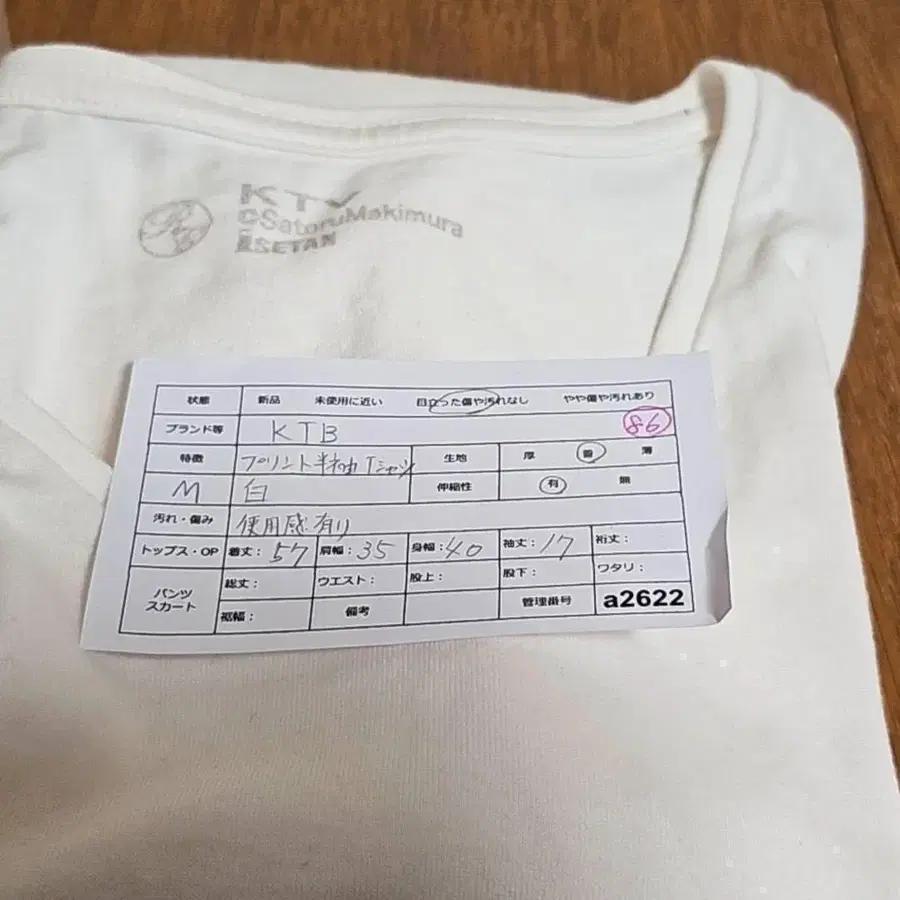 KTV
©SatoruMakimura
ISETAN
状態 新品 未使用に近い 目立った傷や汚れなし やや傷や汚れあり
ブランド等 KTB 86
特徴 プリント半袖Tシャツ 生地 厚 普 薄
M 白 伸縮性 有 無
汚れ・傷み 使用感有り
トップス・OP 着丈:57 肩幅:35 身幅:40 袖丈:17 裄丈:
パンツ スカート 総丈: ウエスト: 股上: 股下: ワタリ:
裾幅: 備考 管理番号 a2622